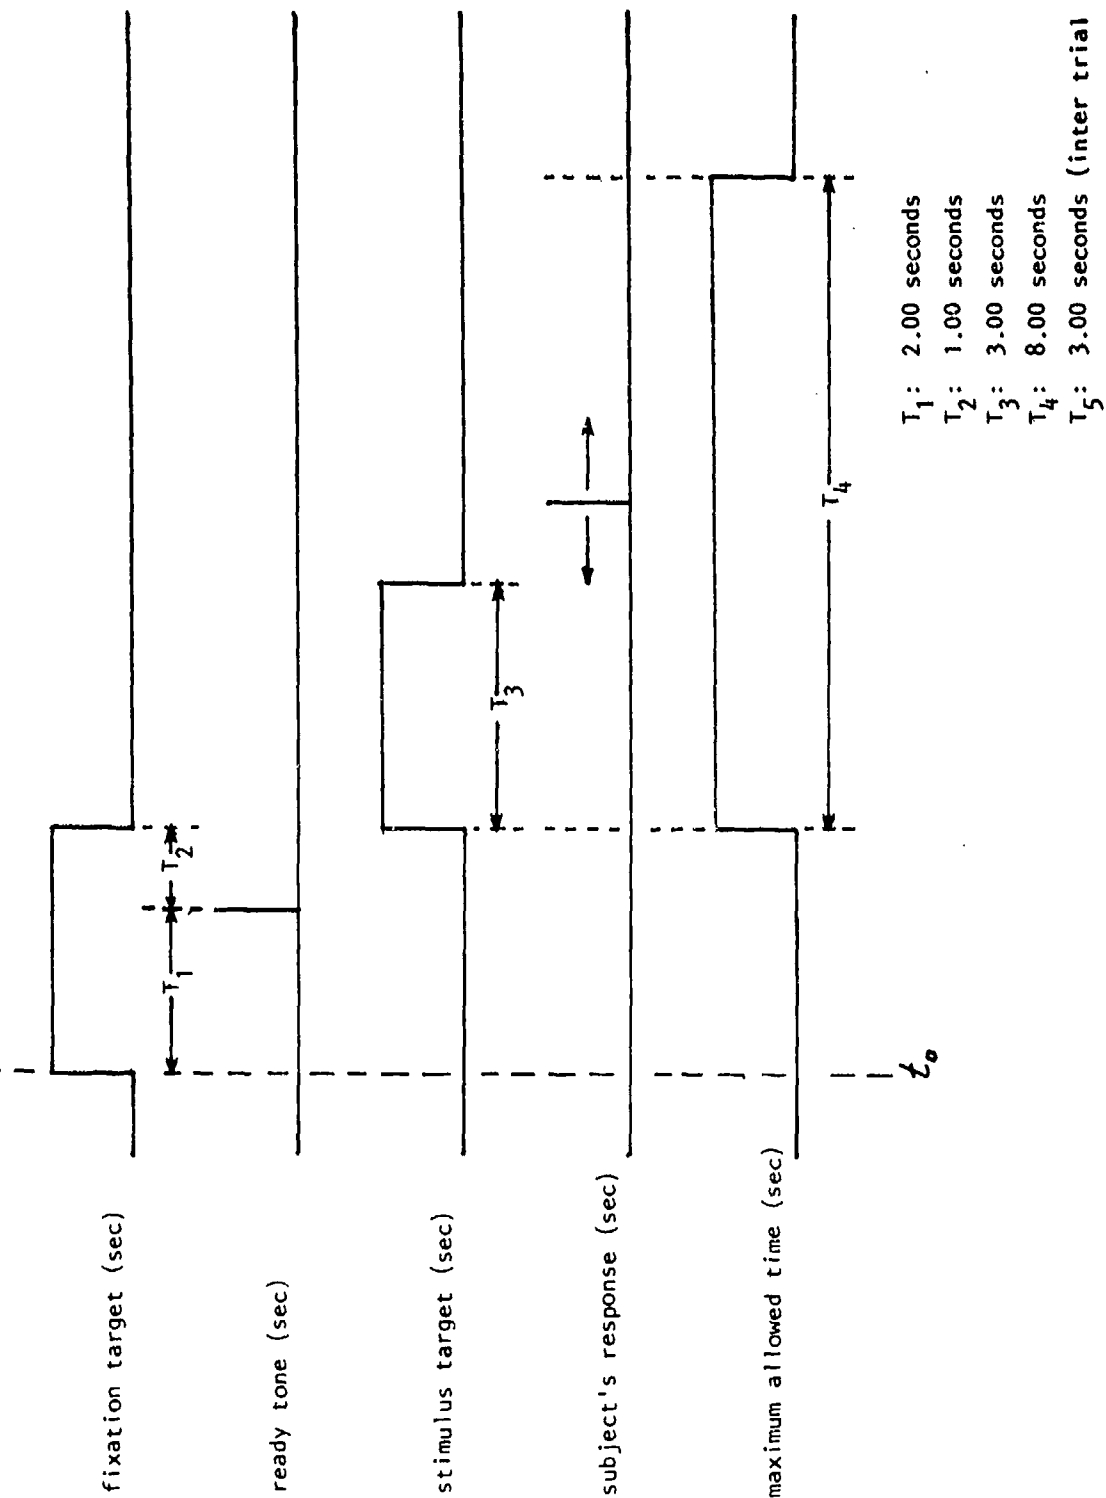 fixation target (sec)
T1
T2
ready tone (sec)
stimulus target (sec)
T3
subject's response (sec)
maximum allowed time (sec)
T4
t0
T1: 2.00 seconds
T2: 1.00 seconds
T3: 3.00 seconds
T4: 8.00 seconds
T5: 3.00 seconds (inter trial